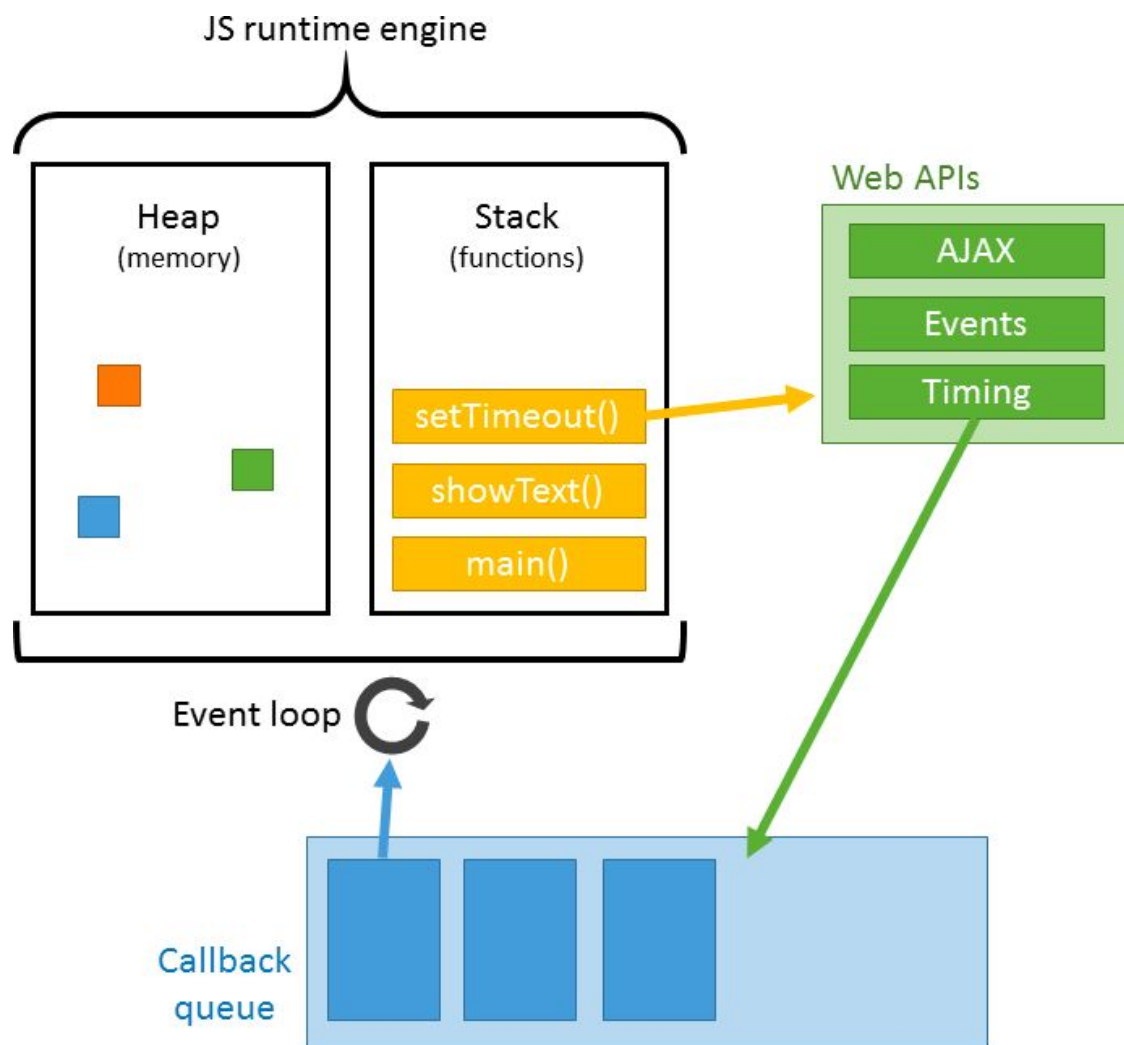 JS runtime engine
Heap
(memory)
Stack
(functions)
setTimeout()
showText()
main()
Web APIs
AJAX
Events
Timing
Event loop
Callback
queue